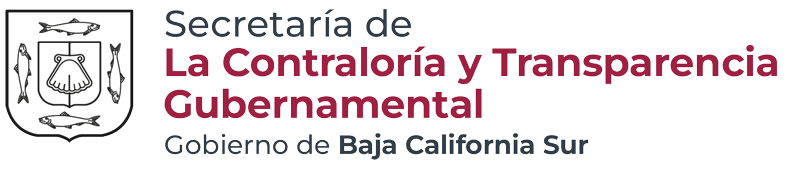 Secretaría de
La Contraloría y Transparencia
Gubernamental
Gobierno de Baja California Sur